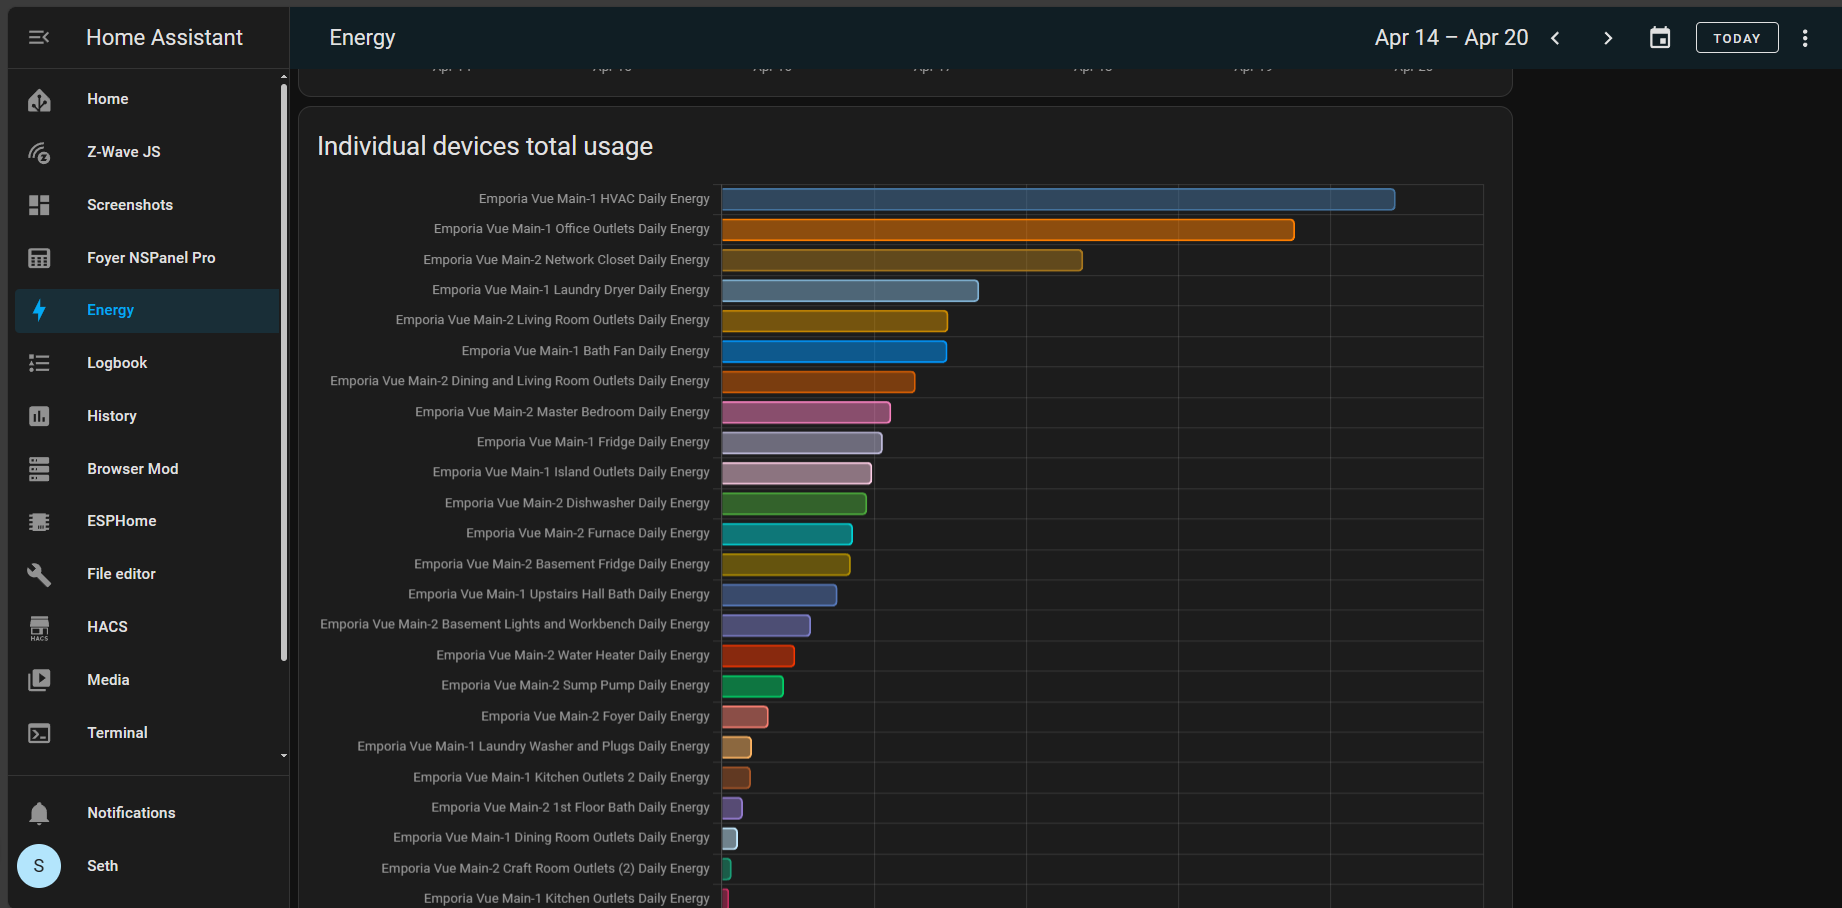 Home Assistant
Energy
Apr 14 – Apr 20
TODAY
Home
Z-Wave JS
Screenshots
Foyer NSPanel Pro
Energy
Logbook
History
Browser Mod
ESPHome
File editor
HACS
HACS
Media
Terminal
Notifications
S
Seth
Individual devices total usage
Emporia Vue Main-1 HVAC Daily Energy
Emporia Vue Main-1 Office Outlets Daily Energy
Emporia Vue Main-2 Network Closet Daily Energy
Emporia Vue Main-1 Laundry Dryer Daily Energy
Emporia Vue Main-2 Living Room Outlets Daily Energy
Emporia Vue Main-1 Bath Fan Daily Energy
Emporia Vue Main-2 Dining and Living Room Outlets Daily Energy
Emporia Vue Main-2 Master Bedroom Daily Energy
Emporia Vue Main-1 Fridge Daily Energy
Emporia Vue Main-1 Island Outlets Daily Energy
Emporia Vue Main-2 Dishwasher Daily Energy
Emporia Vue Main-2 Furnace Daily Energy
Emporia Vue Main-2 Basement Fridge Daily Energy
Emporia Vue Main-1 Upstairs Hall Bath Daily Energy
Emporia Vue Main-2 Basement Lights and Workbench Daily Energy
Emporia Vue Main-2 Water Heater Daily Energy
Emporia Vue Main-2 Sump Pump Daily Energy
Emporia Vue Main-2 Foyer Daily Energy
Emporia Vue Main-1 Laundry Washer and Plugs Daily Energy
Emporia Vue Main-1 Kitchen Outlets 2 Daily Energy
Emporia Vue Main-2 1st Floor Bath Daily Energy
Emporia Vue Main-1 Dining Room Outlets Daily Energy
Emporia Vue Main-2 Craft Room Outlets (2) Daily Energy
Emporia Vue Main-1 Kitchen Outlets Daily Energy